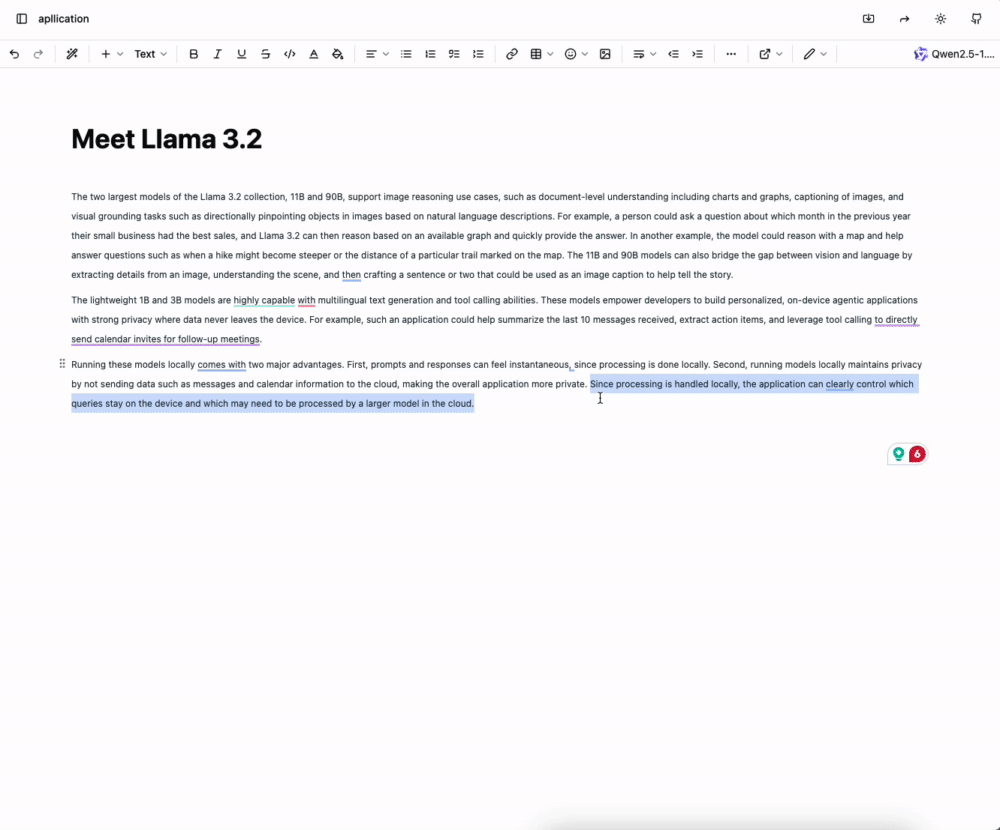 apllication
Text
Qwen2.5-1....
Meet Llama 3.2
The two largest models of the Llama 3.2 collection, 11B and 90B, support image reasoning use cases, such as document-level understanding including charts and graphs, captioning of images, and
visual grounding tasks such as directionally pinpointing objects in images based on natural language descriptions. For example, a person could ask a question about which month in the previous year
their small business had the best sales, and Llama 3.2 can then reason based on an available graph and quickly provide the answer. In another example, the model could reason with a map and help
answer questions such as when a hike might become steeper or the distance of a particular trail marked on the map. The 11B and 90B models can also bridge the gap between vision and language by
extracting details from an image, understanding the scene, and then crafting a sentence or two that could be used as an image caption to help tell the story.
The lightweight 1B and 3B models are highly capable with multilingual text generation and tool calling abilities. These models empower developers to build personalized, on-device agentic applications
with strong privacy where data never leaves the device. For example, such an application could help summarize the last 10 messages received, extract action items, and leverage tool calling to directly
send calendar invites for follow-up meetings.
Running these models locally comes with two major advantages. First, prompts and responses can feel instantaneous, since processing is done locally. Second, running models locally maintains privacy
by not sending data such as messages and calendar information to the cloud, making the overall application more private. Since processing is handled locally, the application can clearly control which
queries stay on the device and which may need to be processed by a larger model in the cloud.
6